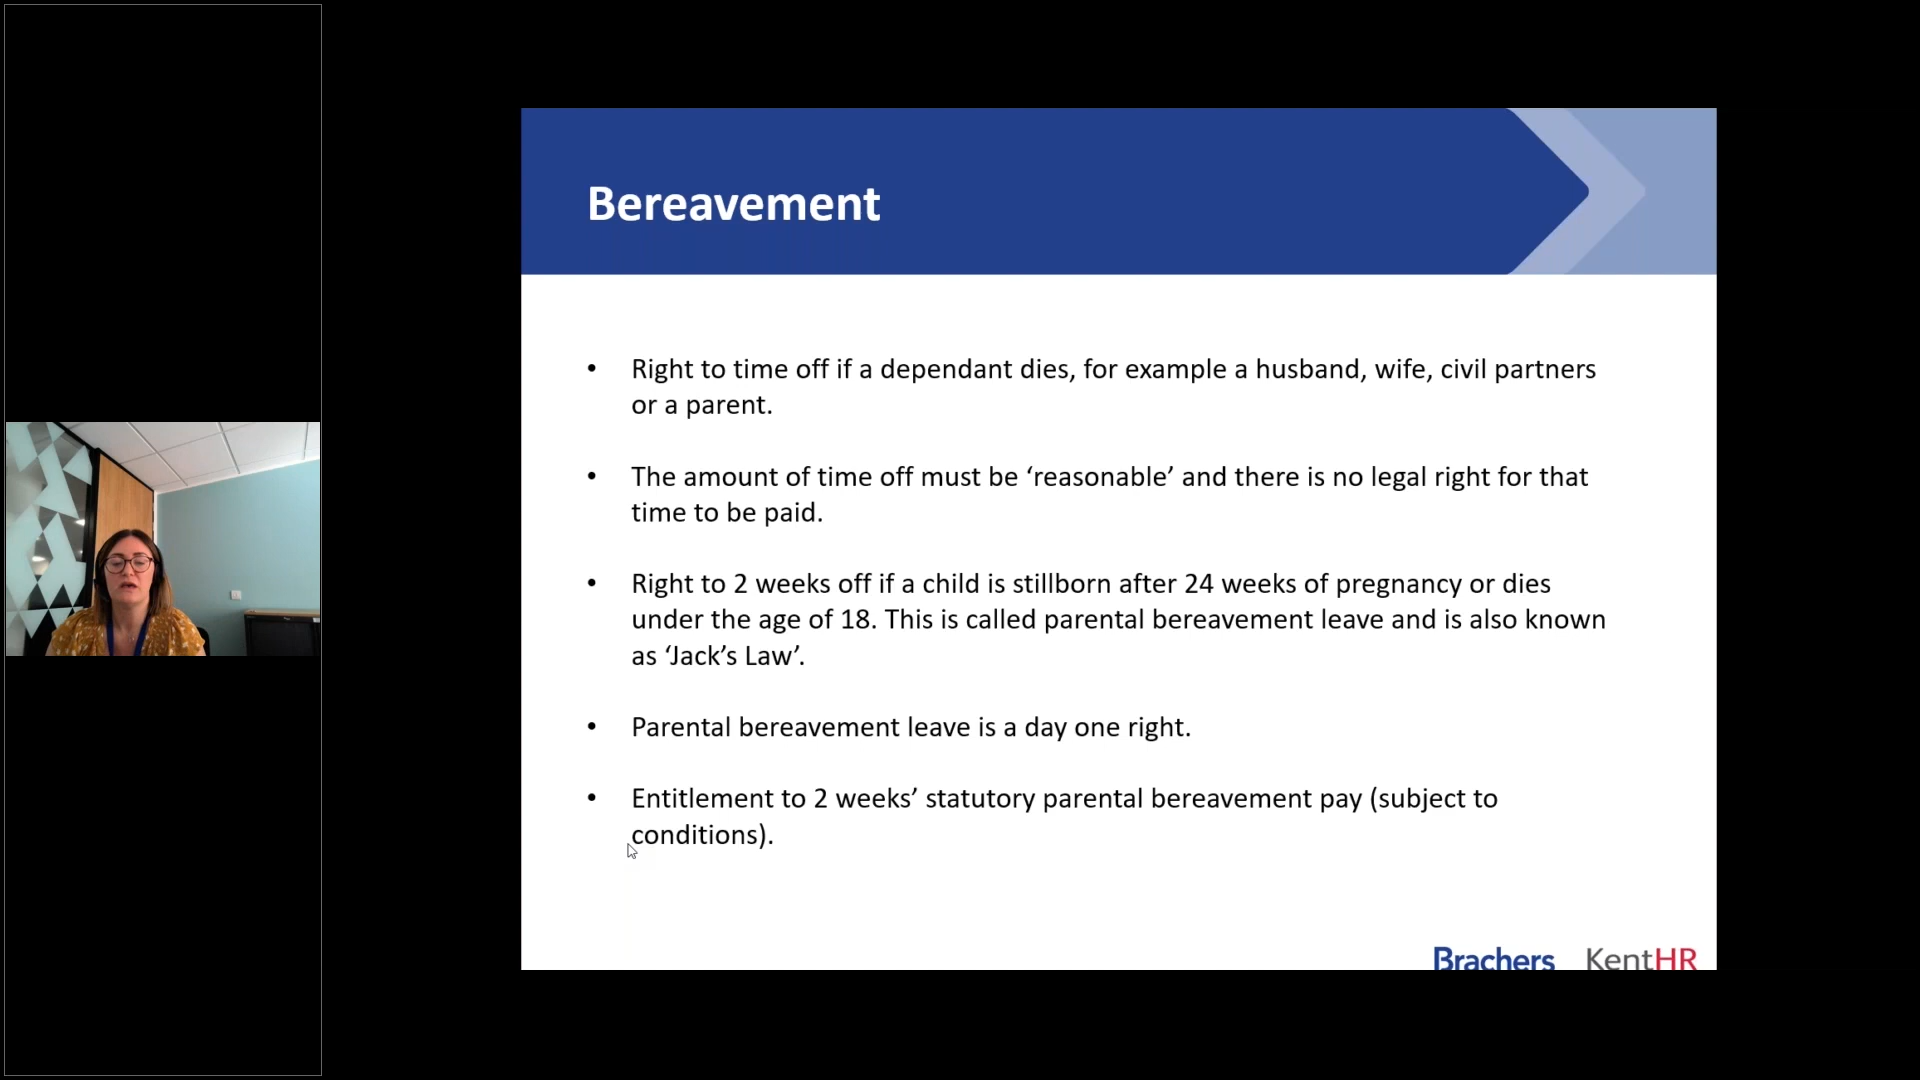 Bereavement
• Right to time off if a dependant dies, for example a husband, wife, civil partners
or a parent.
• The amount of time off must be ‘reasonable’ and there is no legal right for that
time to be paid.
• Right to 2 weeks off if a child is stillborn after 24 weeks of pregnancy or dies
under the age of 18. This is called parental bereavement leave and is also known
as ‘Jack’s Law’.
• Parental bereavement leave is a day one right.
• Entitlement to 2 weeks’ statutory parental bereavement pay (subject to
conditions).
Brachers KentHR